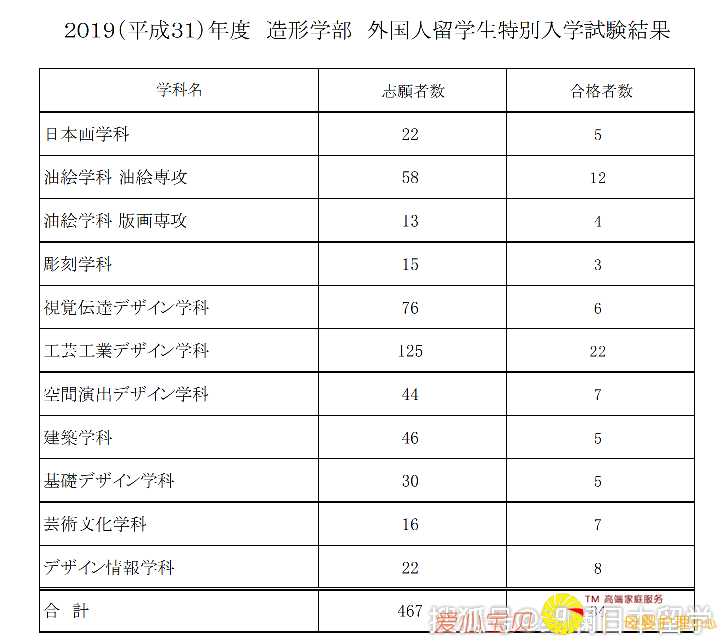 2019(平成31)年度　造形学部　外国人留学生特別入学試験結果
学科名 志願者数 合格者数
日本画学科 22 5
油絵学科 油絵専攻 58 12
油絵学科 版画専攻 13 4
彫刻学科 15 3
視覚伝達デザイン学科 76 6
工芸工業デザイン学科 125 22
空間演出デザイン学科 44 7
建築学科 46 5
基礎デザイン学科 30 5
芸術文化学科 16 7
デザイン情報学科 22 8
合 計 467
TM 高端家庭服务
搜狐号@ 日本留学
爱心宝贝